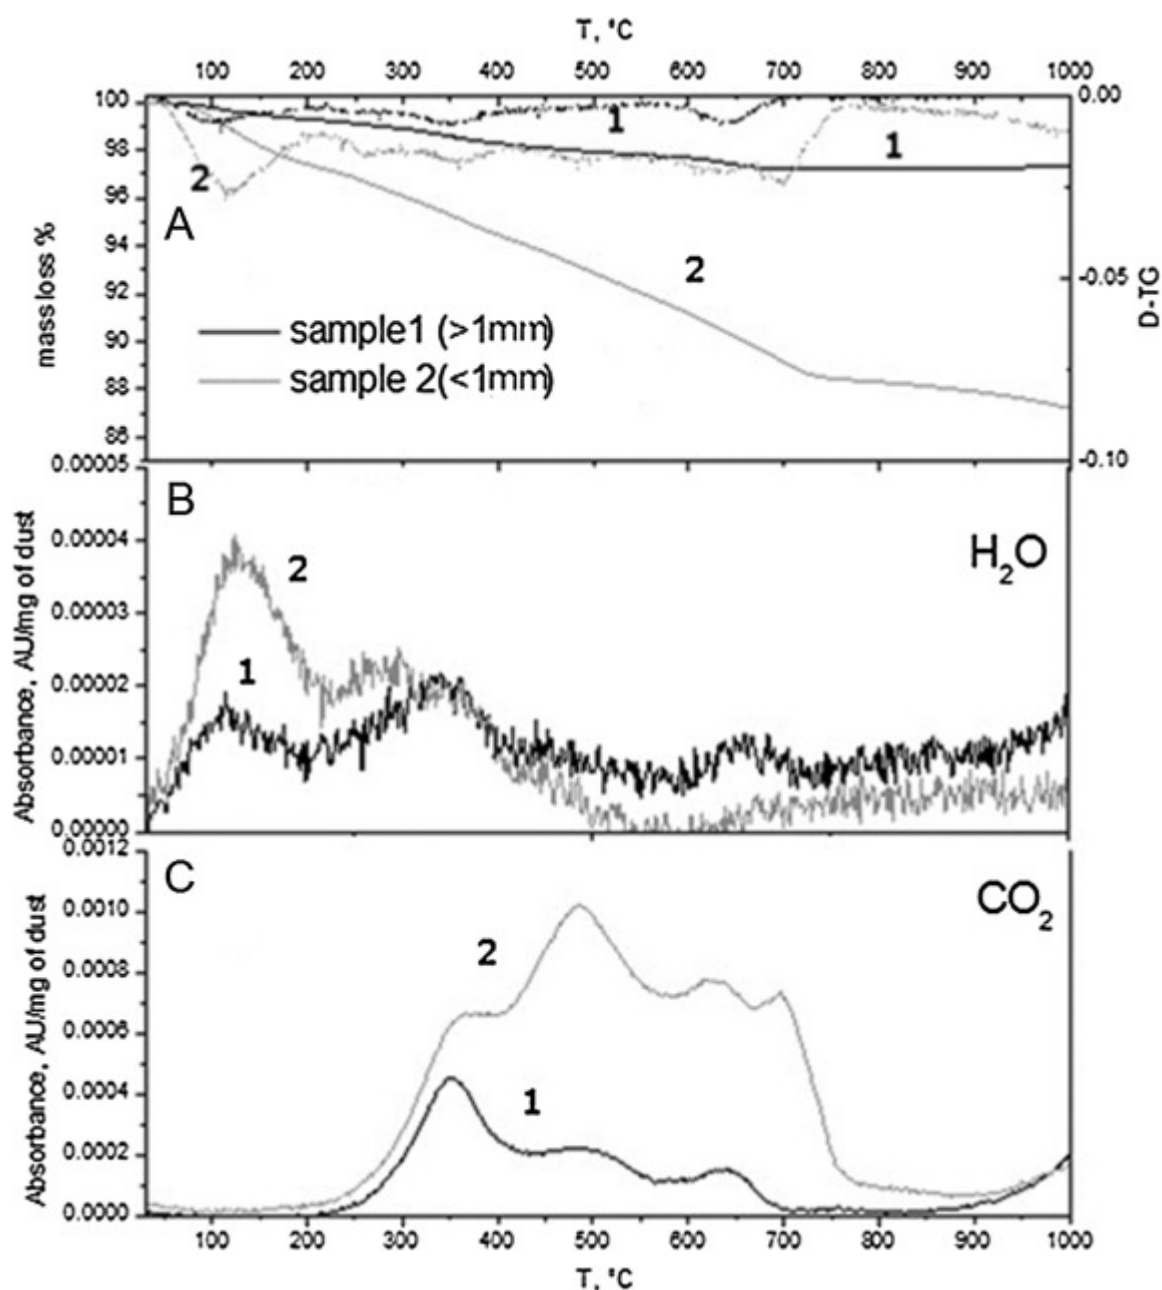 T, °C
100 200 300 400 500 600 700 800 900 1000
100 0.00
98 1 1
96 2
A
94
92 2 -0.05
90 sample1 (>1mm)
88 sample 2(<1mm)
86
-0.10
mass loss %
D-TG
0.00005
B
0.00004 H2O
2
0.00003
1
0.00002
0.00001
0.00000
Absorbance, AU/mg of dust
0.0012
C
0.0010 CO2
2
0.0008
0.0006
0.0004
1
0.0002
0.0000
Absorbance, AU/mg of dust
100 200 300 400 500 600 700 800 900 1000
T, °C